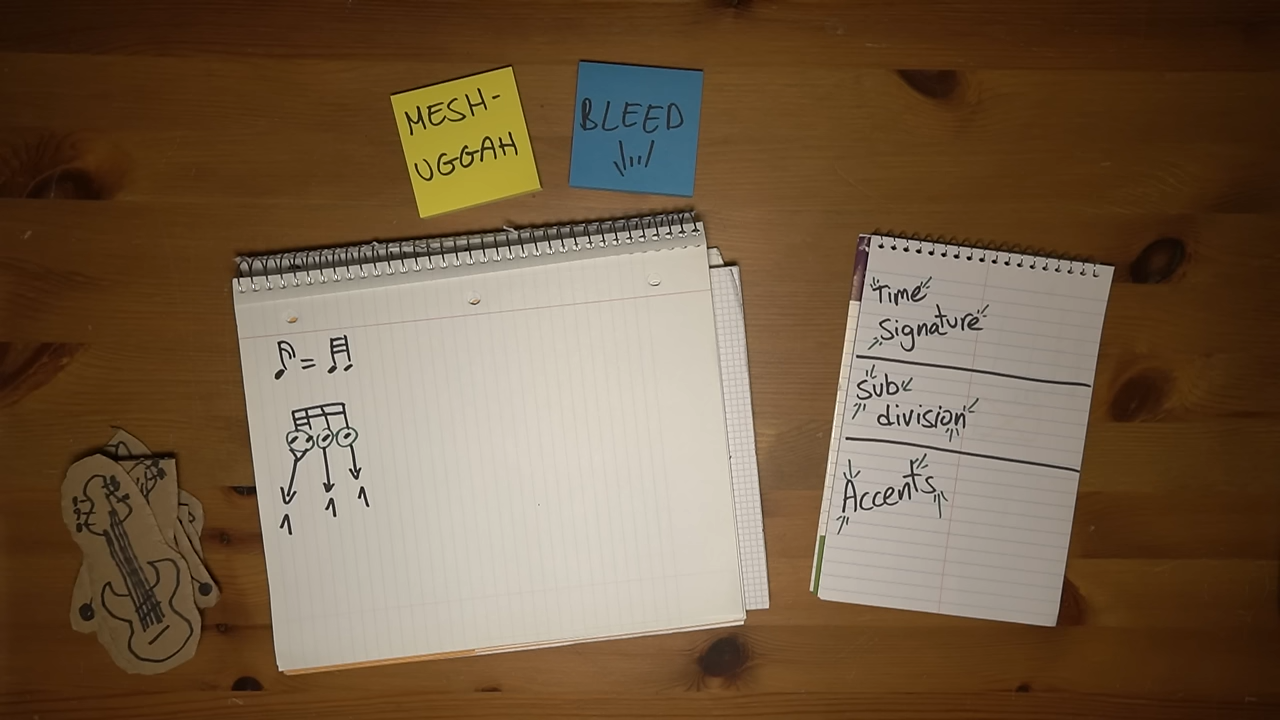 MESH-
UGGAH
BLEED
=
1 1 1
Time
Signature
Sub
division
Accents